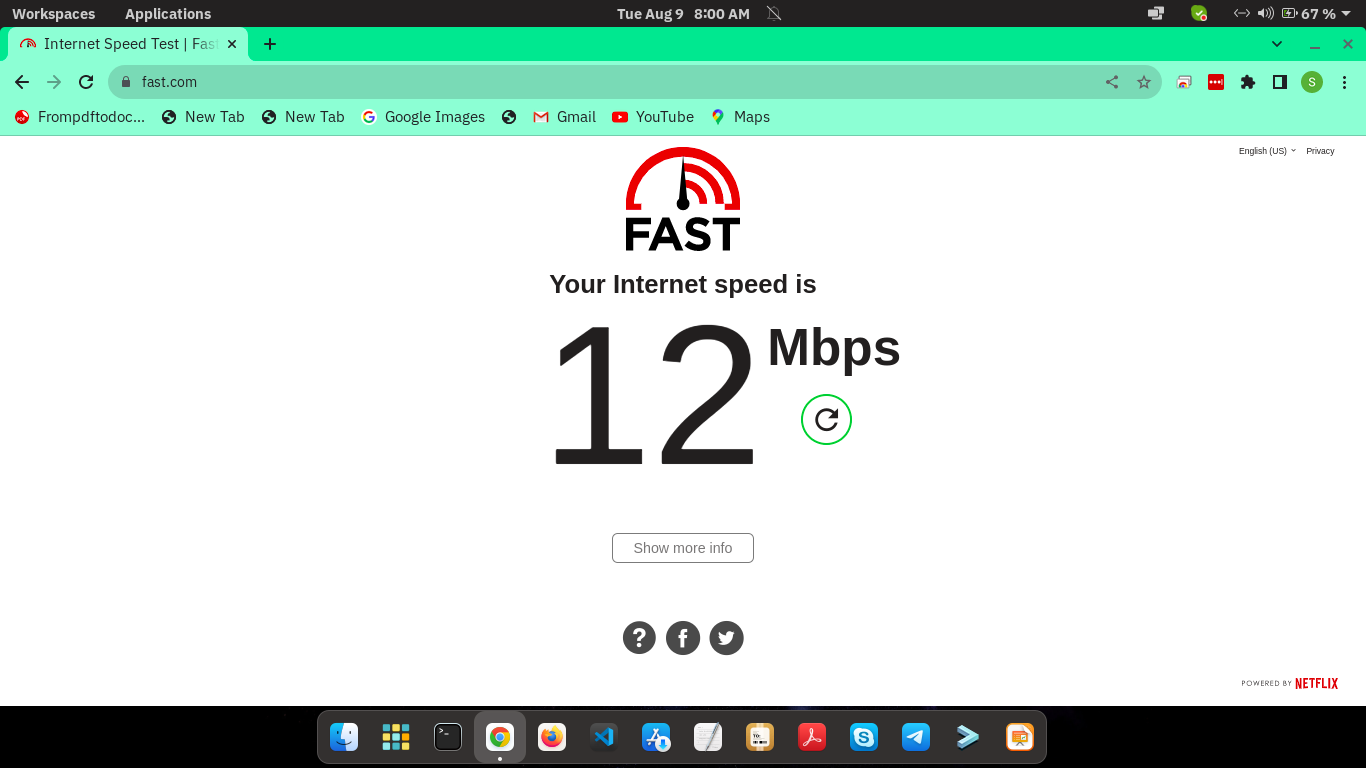 Workspaces Applications Tue Aug 9 8:00 AM 67 %
Internet Speed Test | Fast
fast.com S
Frompdftodoc... New Tab New Tab Google Images Gmail YouTube Maps
English (US) Privacy
FAST
Your Internet speed is
12 Mbps
Show more info
POWERED BY NETFLIX